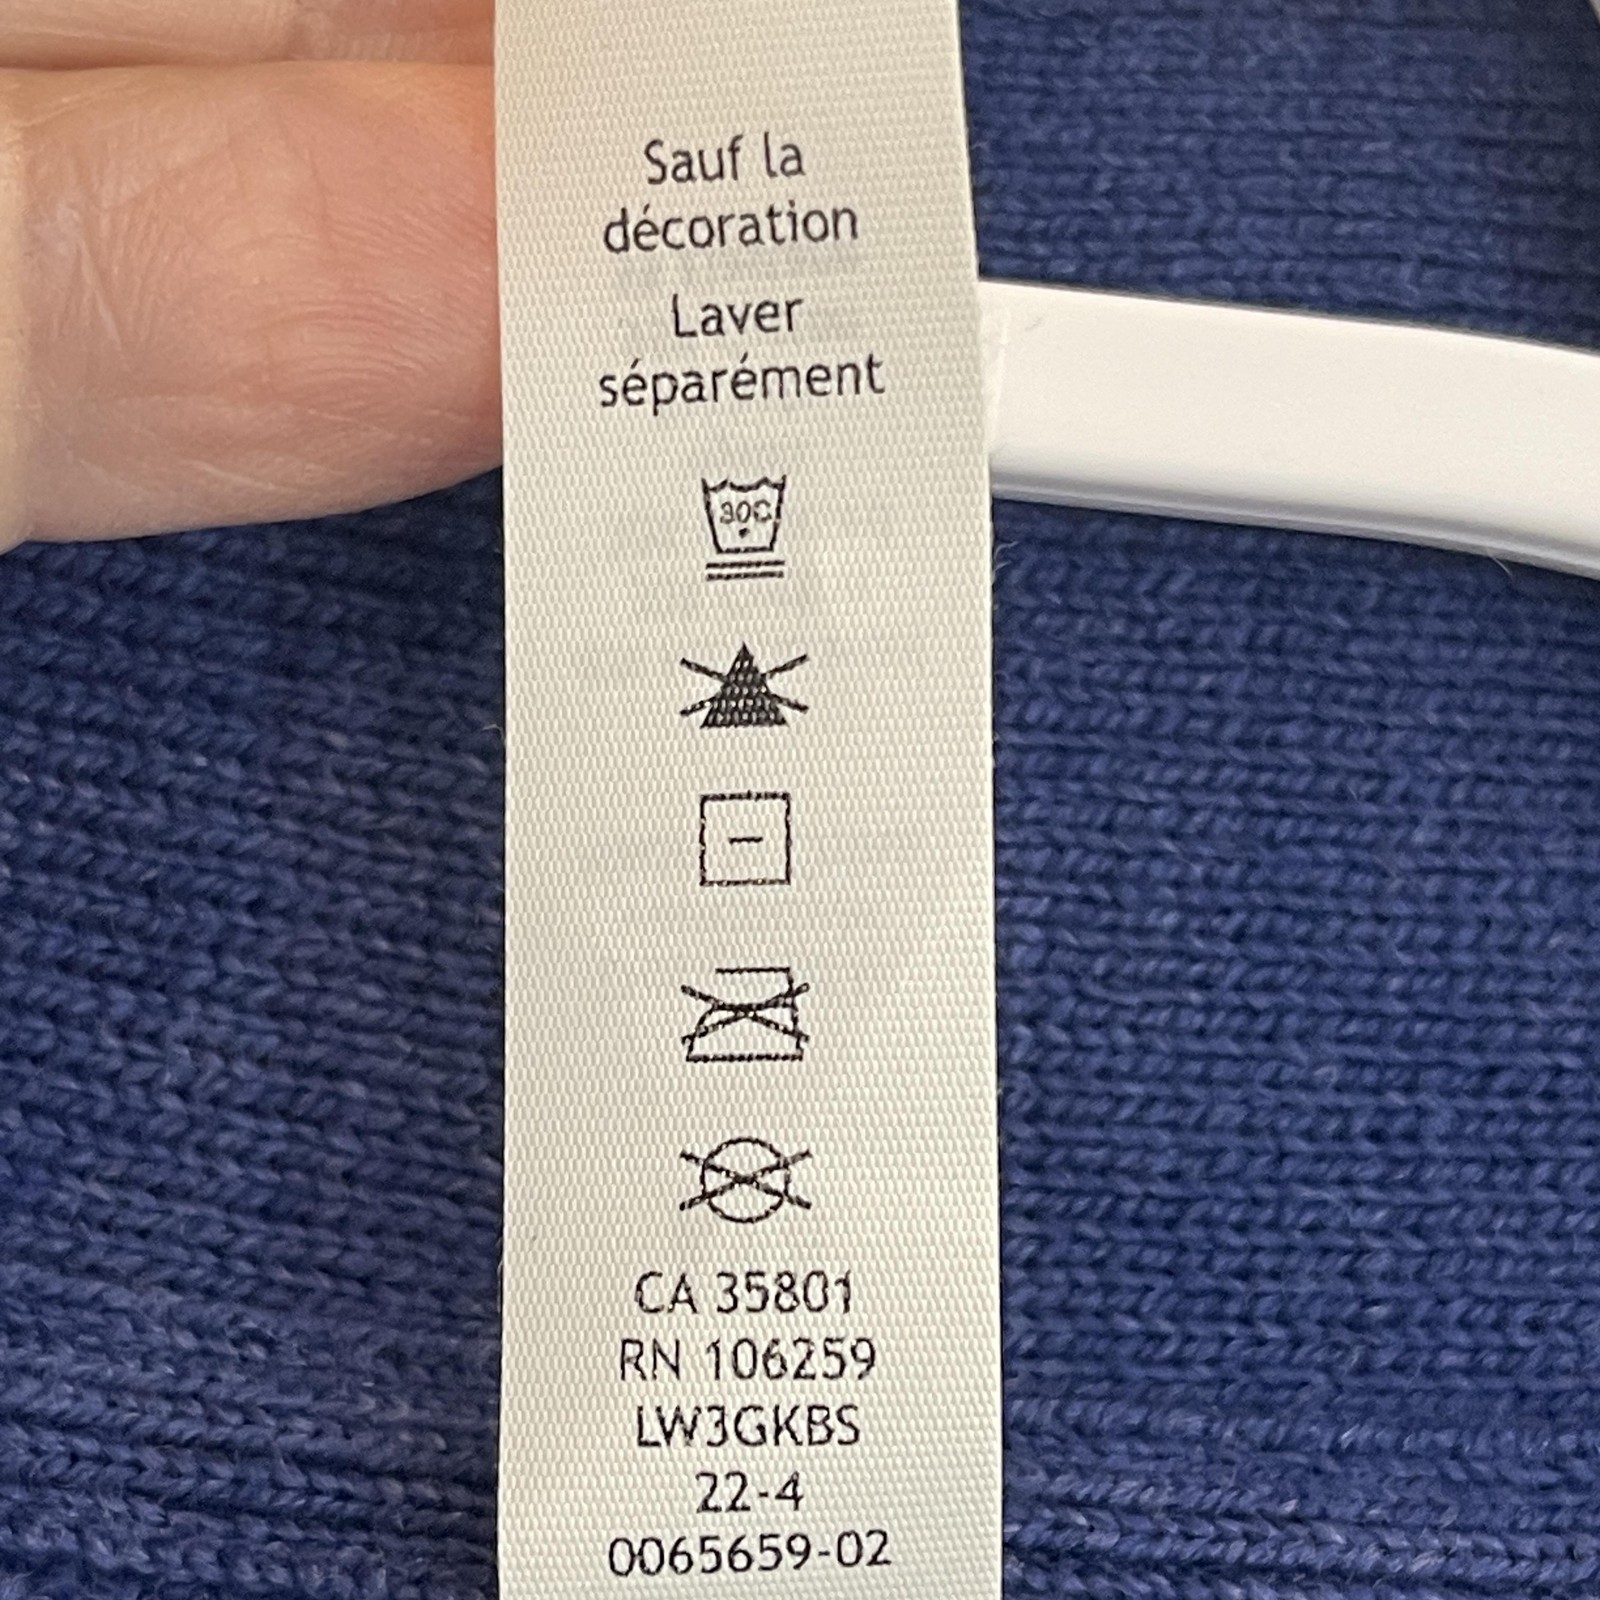 Sauf la
décoration
Laver
séparément
30C
CA 35801
RN 106259
LW3GKBS
22-4
0065659-02